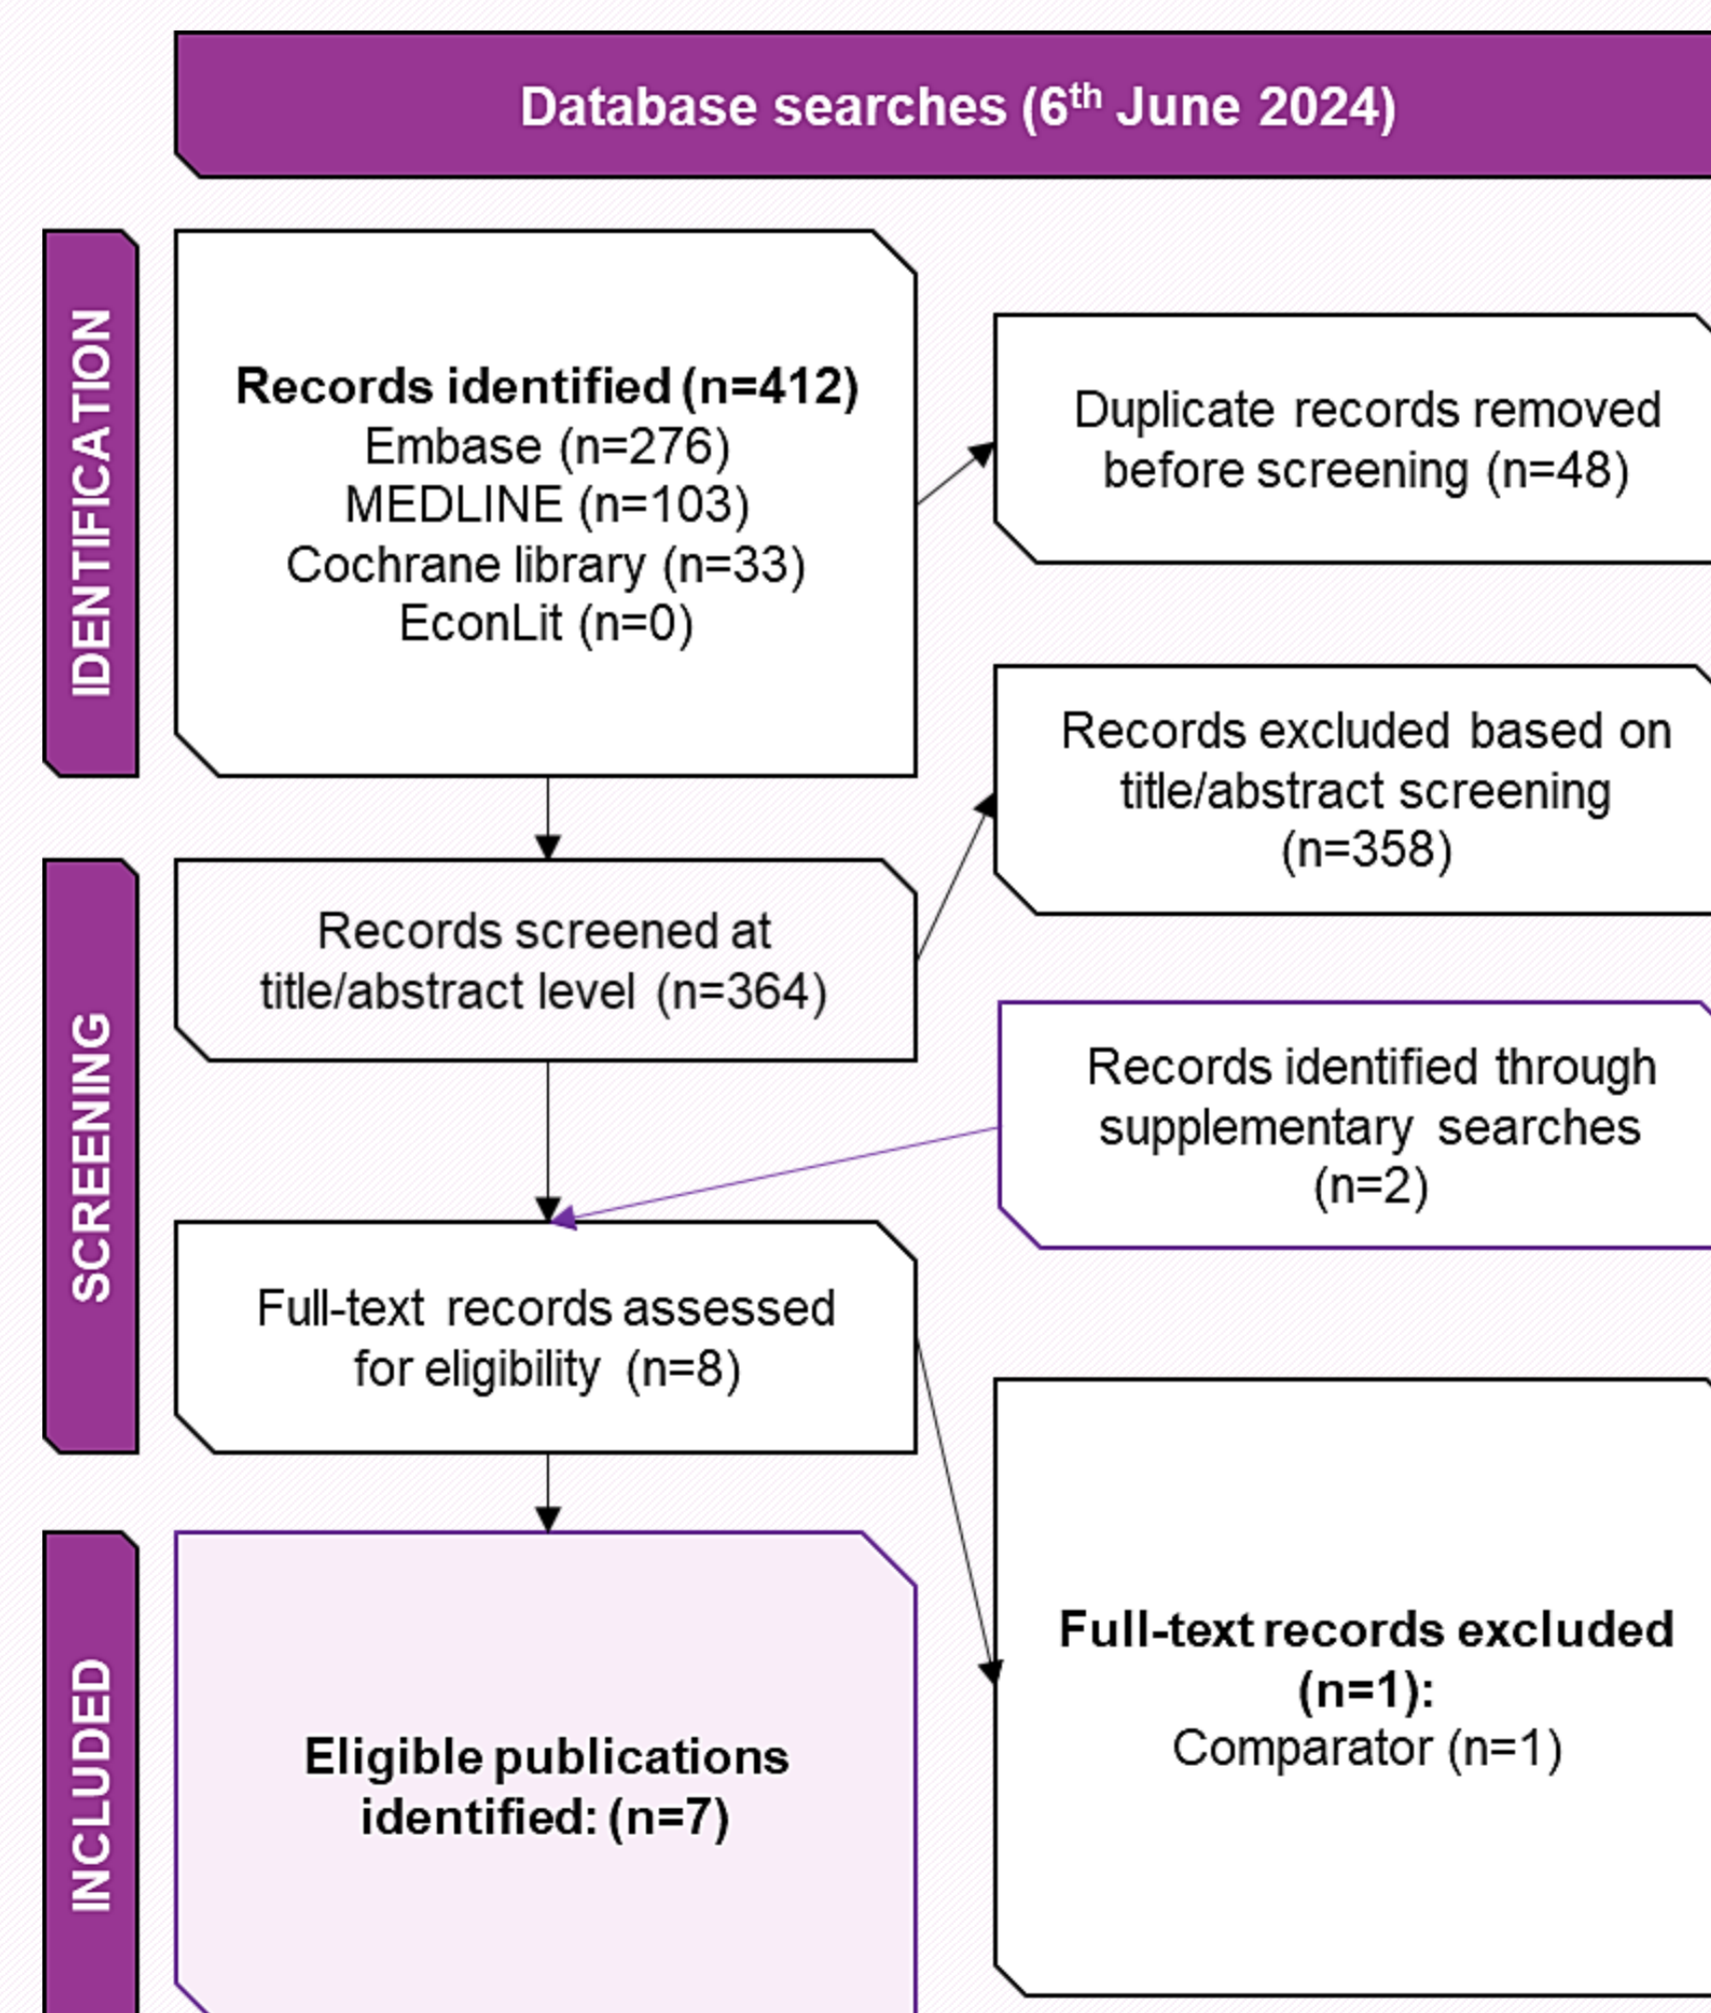 Database searches (6th June 2024)
IDENTIFICATION
Records identified (n=412)
Embase (n=276)
MEDLINE (n=103)
Cochrane library (n=33)
EconLit (n=0)
Duplicate records removed
before screening (n=48)
Records excluded based on
title/abstract screening
(n=358)
SCREENING
Records screened at
title/abstract level (n=364)
Records identified through
supplementary searches
(n=2)
Full-text records assessed
for eligibility (n=8)
INCLUDED
Eligible publications
identified: (n=7)
Full-text records excluded
(n=1):
Comparator (n=1)